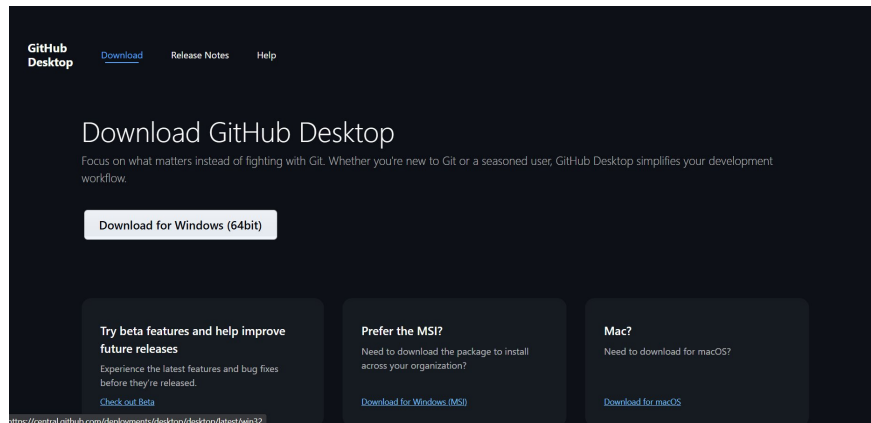 GitHub
Desktop
Download
Release Notes
Help
Download GitHub Desktop
Focus on what matters instead of fighting with Git. Whether you're new to Git or a seasoned user, GitHub Desktop simplifies your development
workflow.
Download for Windows (64bit)
Try beta features and help improve
future releases
Experience the latest features and bug fixes
before they're released.
Check out Beta
Prefer the MSI?
Need to download the package to install
across your organization?
Download for Windows (MSI)
Mac?
Need to download for macOS?
Download for macOS
https://central.github.com/deployments/desktop/desktop/latest/win32